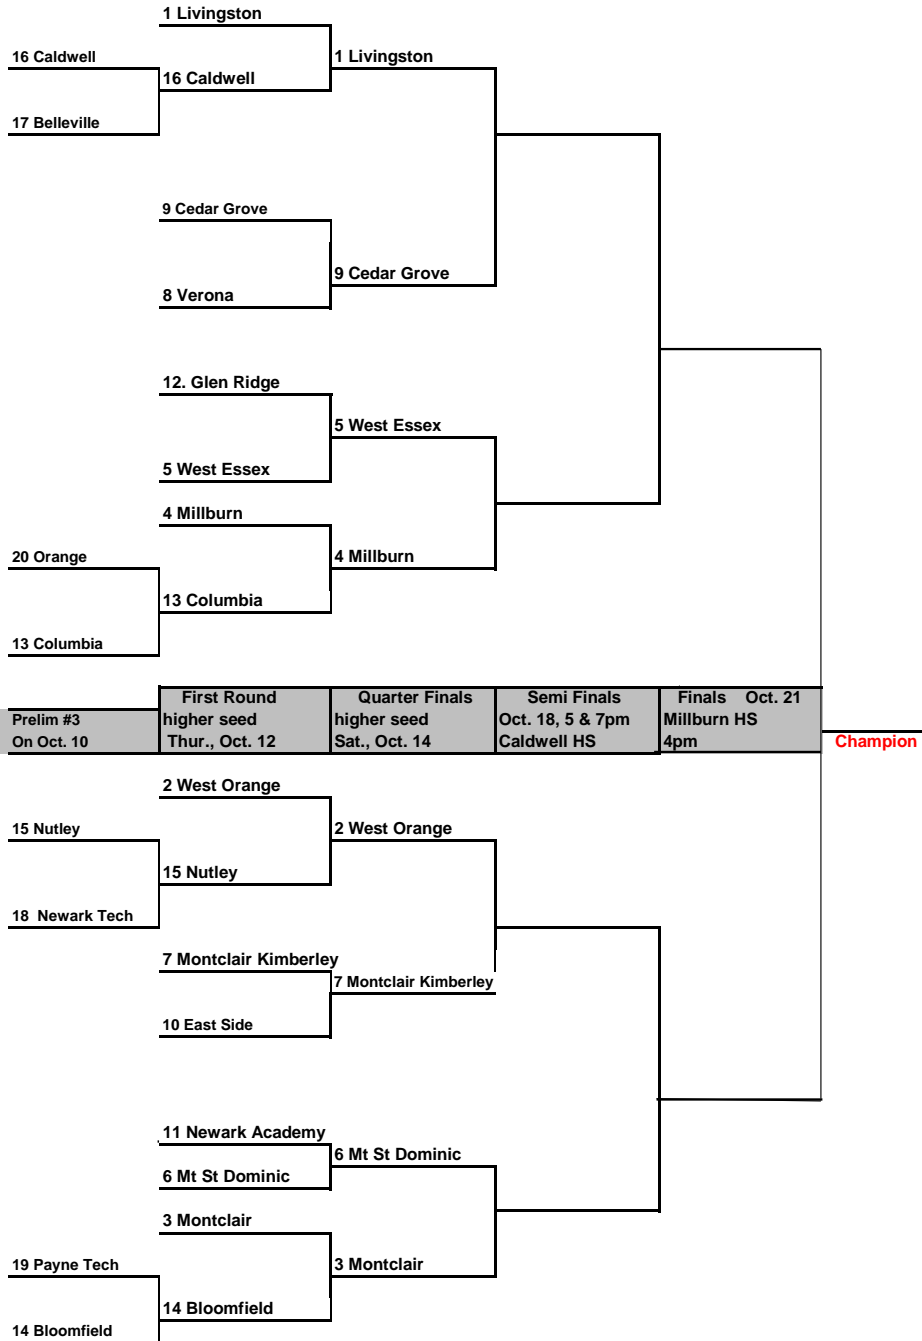 1 Livingston
16 Caldwell
1 Livingston
16 Caldwell
17 Belleville
9 Cedar Grove
9 Cedar Grove
8 Verona
12. Glen Ridge
5 West Essex
5 West Essex
4 Millburn
20 Orange
4 Millburn
13 Columbia
13 Columbia
First Round
Quarter Finals
Semi Finals
Finals Oct. 21
Prelim #3
higher seed
higher seed
Oct. 18, 5 & 7pm
Millburn HS
On Oct. 10
Thur., Oct. 12
Sat., Oct. 14
Caldwell HS
4pm
Champion
2 West Orange
15 Nutley
2 West Orange
15 Nutley
18 Newark Tech
7 Montclair Kimberley
7 Montclair Kimberley
10 East Side
11 Newark Academy
6 Mt St Dominic
6 Mt St Dominic
3 Montclair
19 Payne Tech
3 Montclair
14 Bloomfield
14 Bloomfield